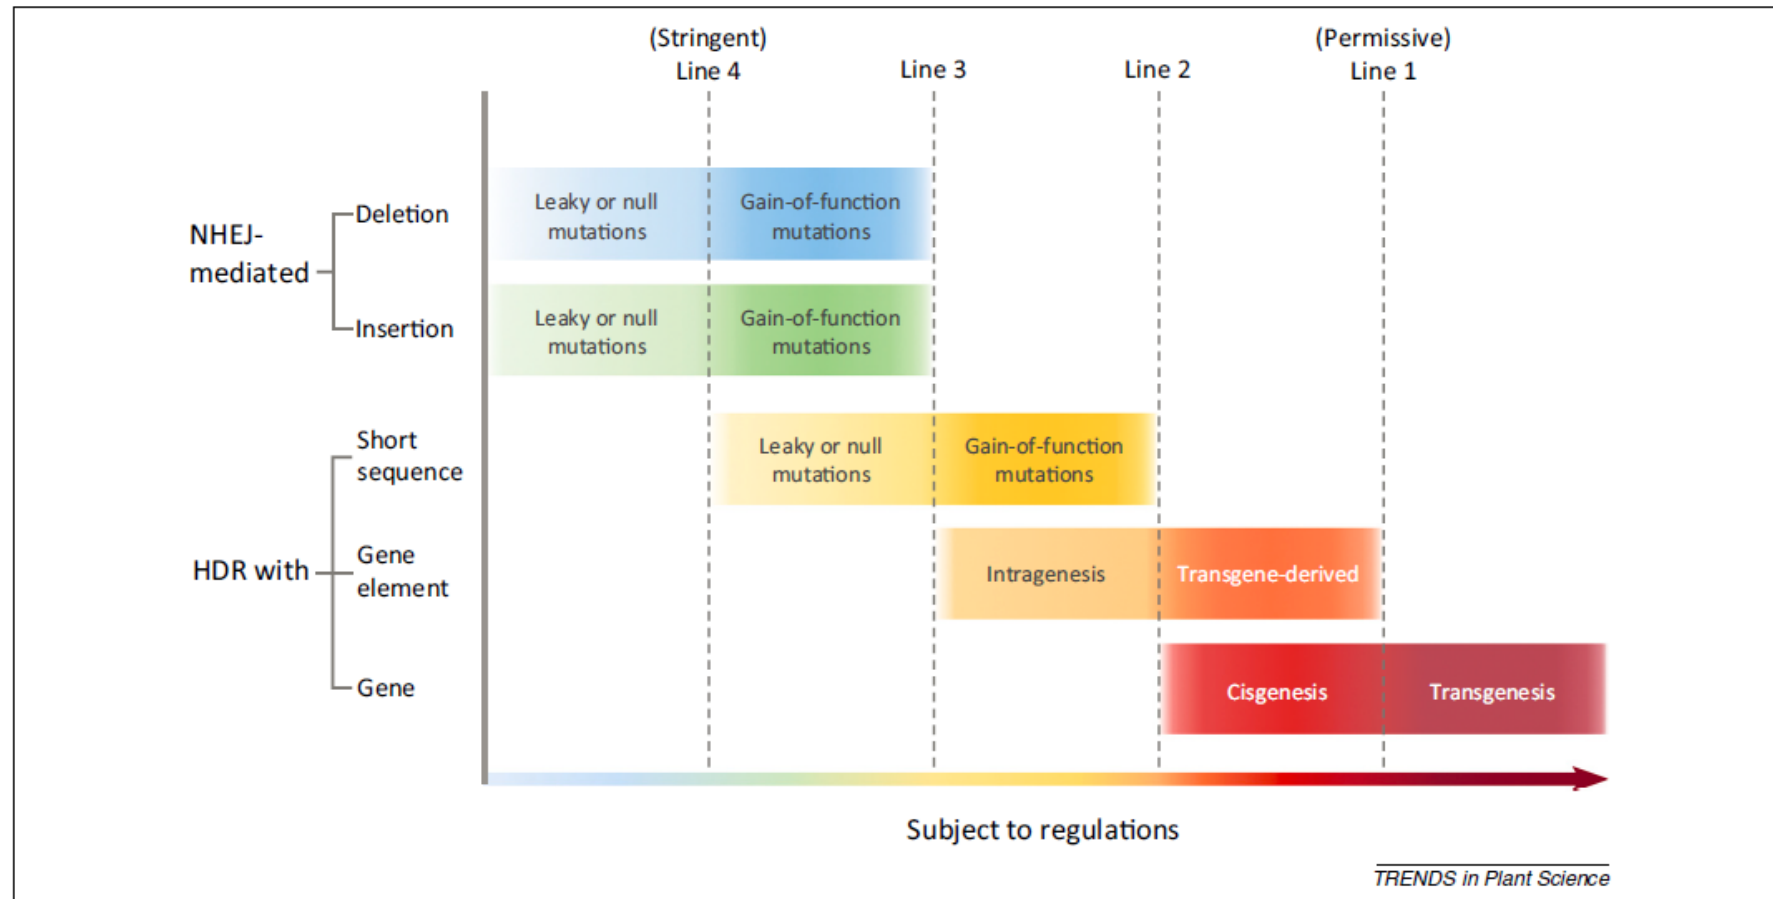 (Stringent)
Line 4
Line 3
Line 2
(Permissive)
Line 1
NHEJ-
mediated
Deletion
Leaky or null
mutations
Gain-of-function
mutations
Insertion
Leaky or null
mutations
Gain-of-function
mutations
HDR with
Short
sequence
Leaky or null
mutations
Gain-of-function
mutations
Gene
element
Intragenesis
Transgene-derived
Gene
Cisgenesis
Transgenesis
Subject to regulations
TRENDS in Plant Science